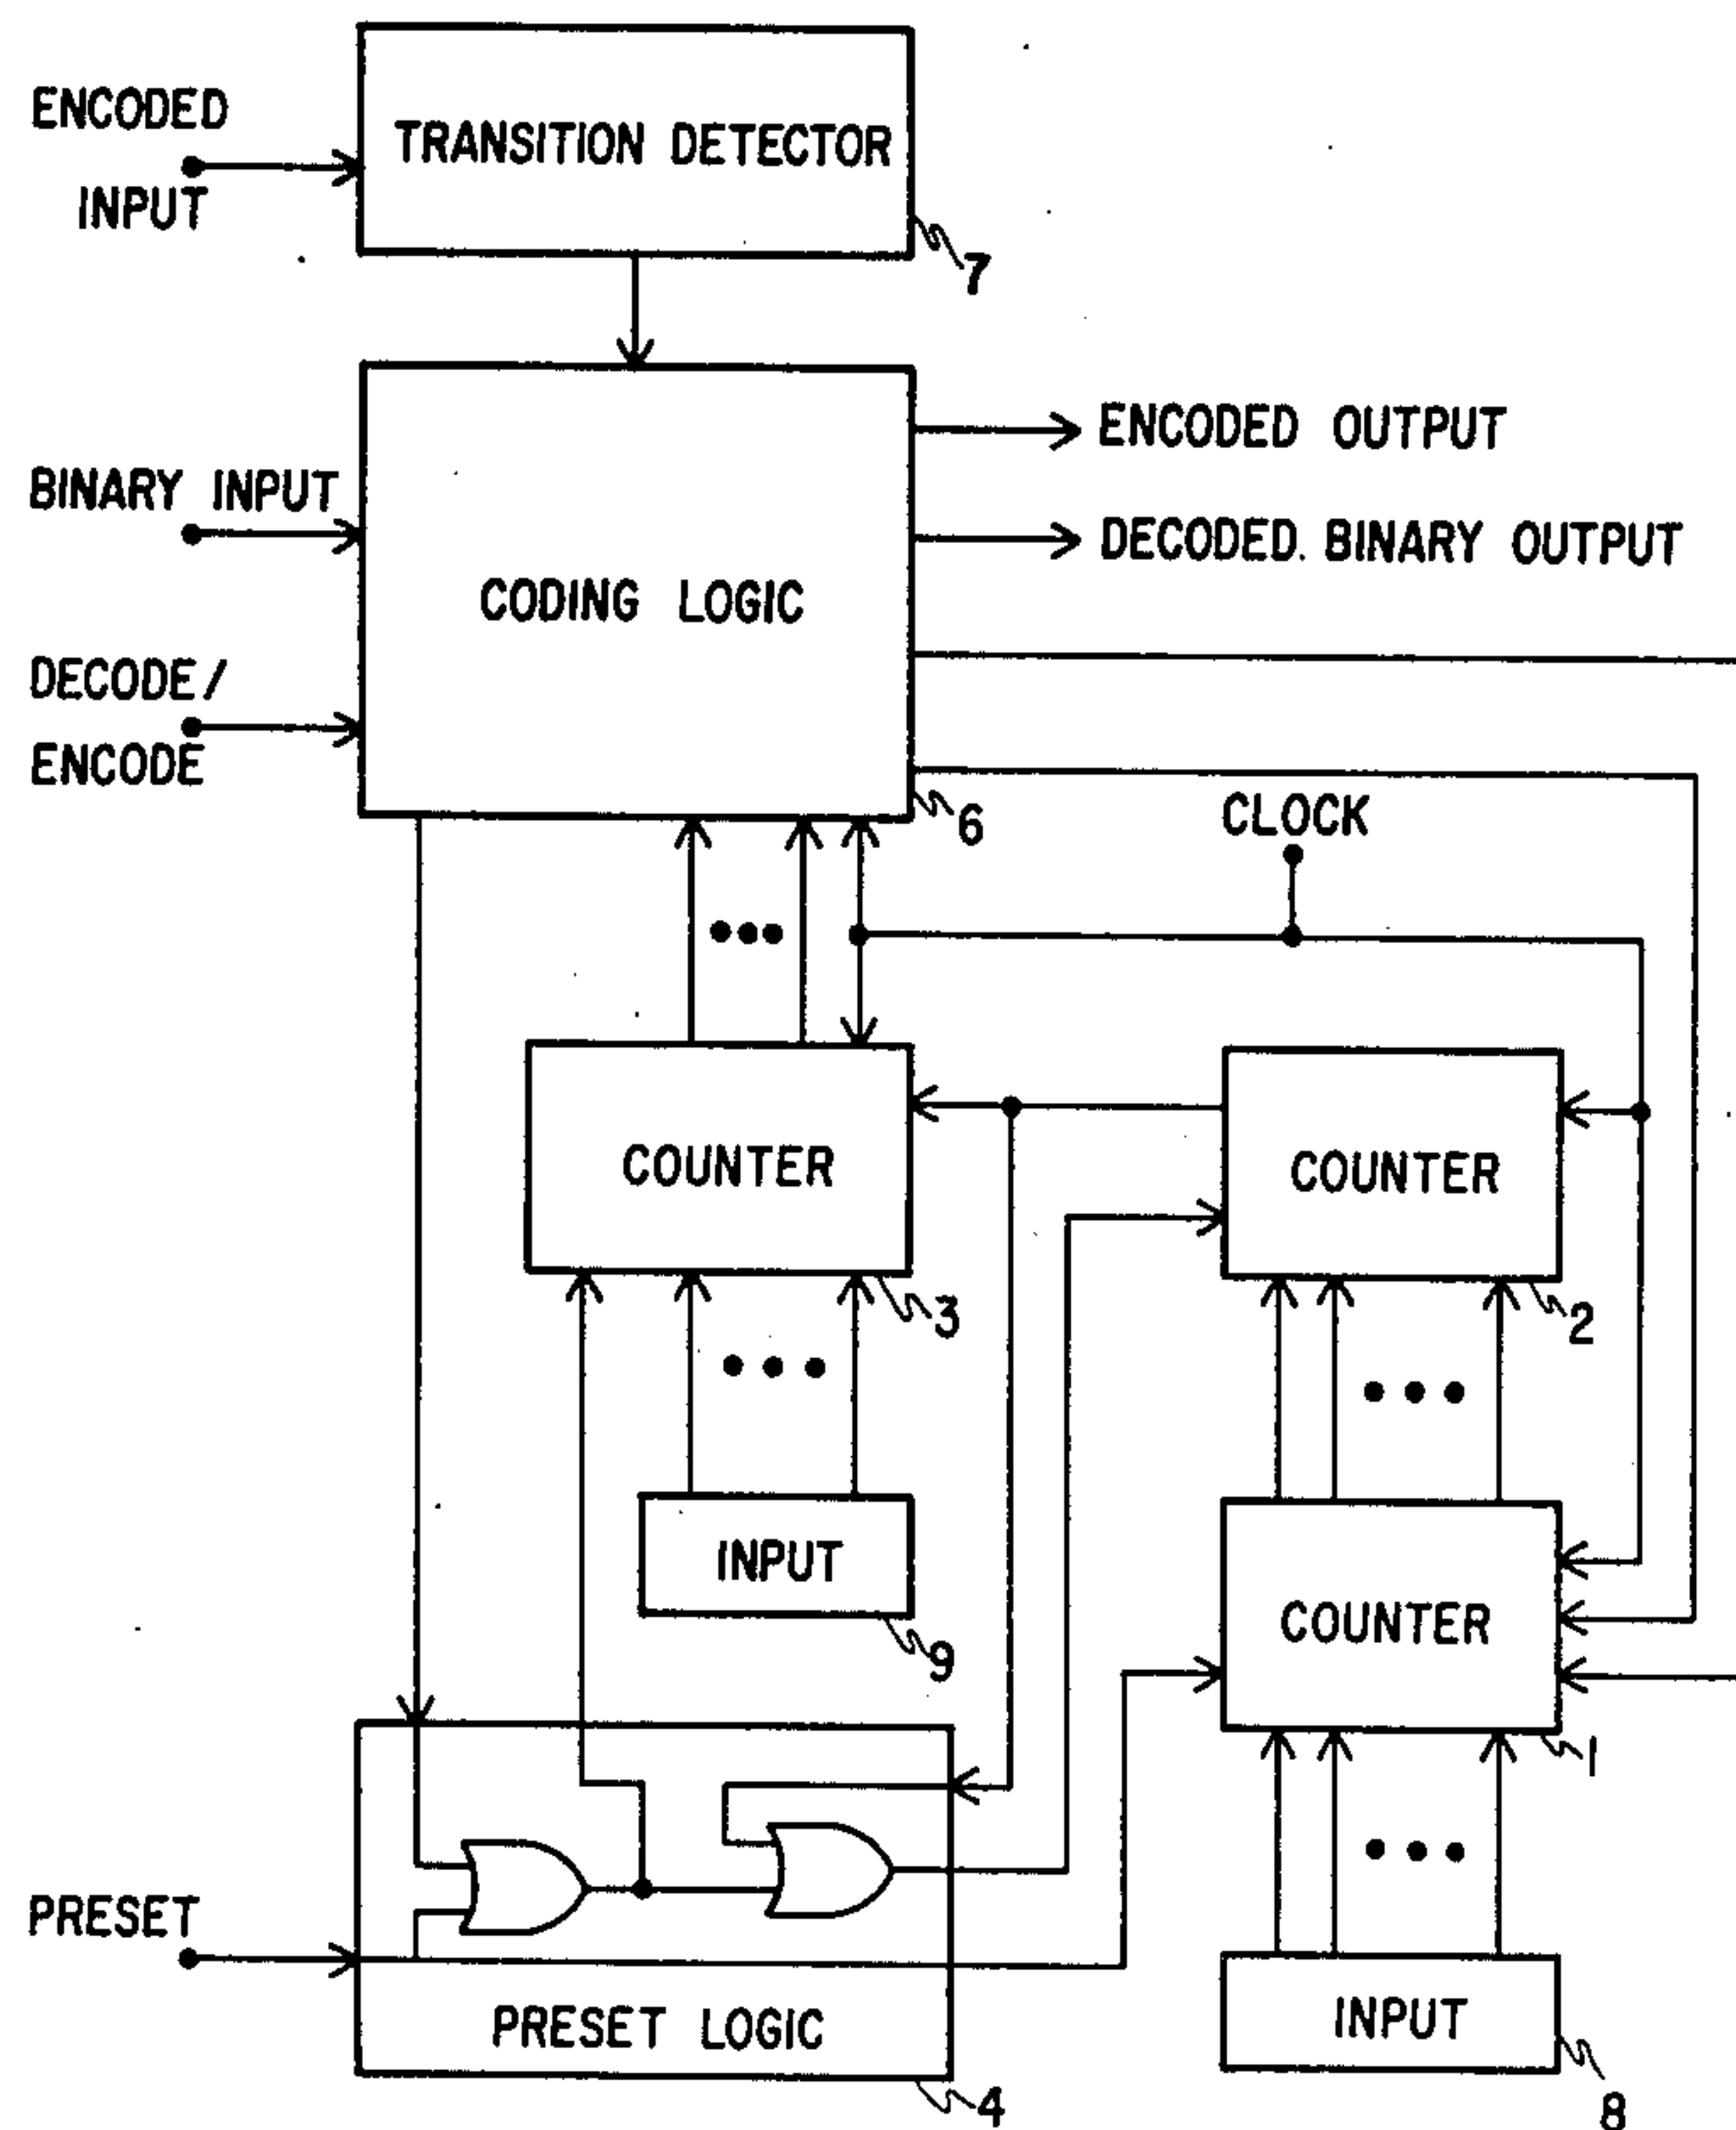 ENCODED
INPUT
TRANSITION DETECTOR
7
BINARY INPUT
DECODE/
ENCODE
CODING LOGIC
6
ENCODED OUTPUT
DECODED. BINARY OUTPUT
CLOCK
COUNTER
3
COUNTER
2
INPUT
9
COUNTER
1
PRESET
PRESET LOGIC
4
INPUT
8